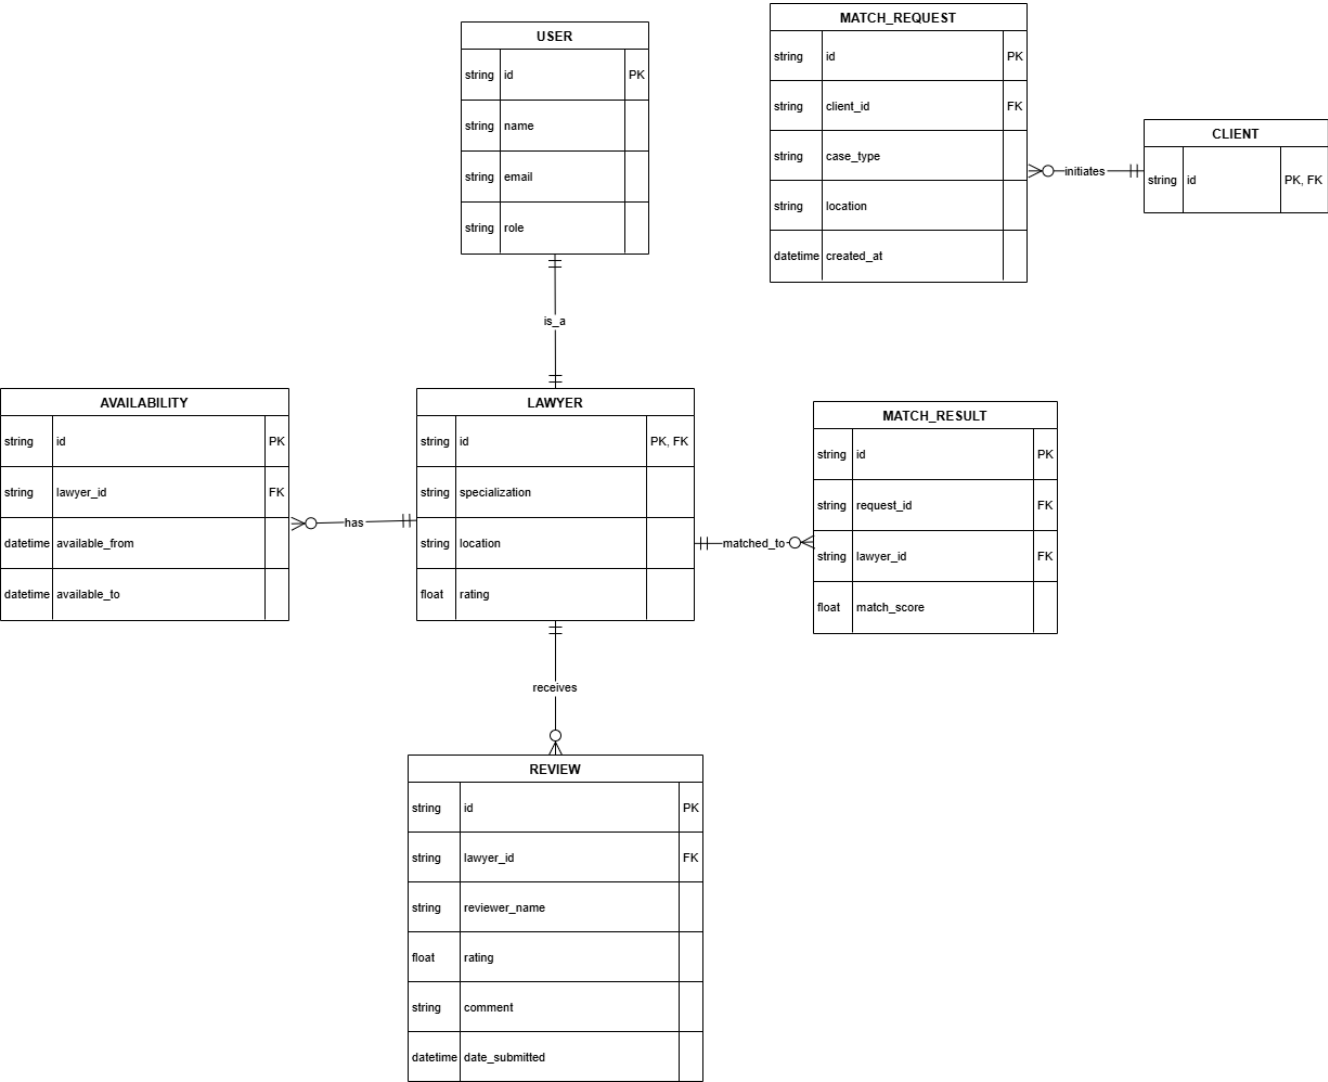 USER
string id PK
string name
string email
string role
MATCH_REQUEST
string id PK
string client_id FK
string case_type
string location
datetime created_at
initiates
CLIENT
string id PK, FK
is_a
AVAILABILITY
string id PK
string lawyer_id FK
datetime available_from
datetime available_to
has
LAWYER
string id PK, FK
string specialization
string location
float rating
matched_to
MATCH_RESULT
string id PK
string request_id FK
string lawyer_id FK
float match_score
receives
REVIEW
string id PK
string lawyer_id FK
string reviewer_name
float rating
string comment
datetime date_submitted